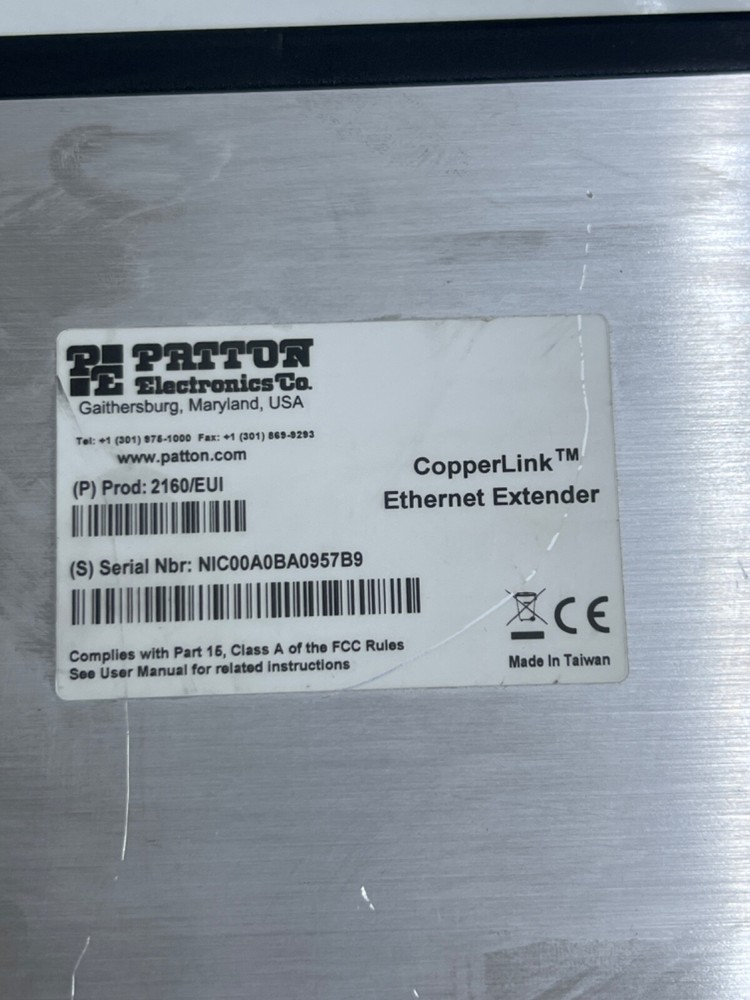 PE PATTON
Electronics Co.
Gaithersburg, Maryland, USA
Tel: +1 (301) 975-1000 Fax: +1 (301) 869-9293
www.patton.com
(P) Prod: 2160/EUI
CopperLink™
Ethernet Extender
(S) Serial Nbr: NIC00A0BA0957B9
CE
Complies with Part 15, Class A of the FCC Rules
See User Manual for related instructions
Made In Taiwan